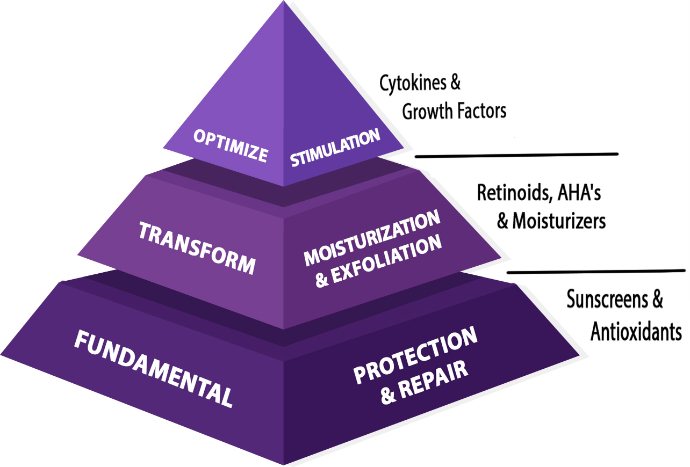 OPTIMIZE
STIMULATION
Cytokines &
Growth Factors
TRANSFORM
MOISTURIZATION
& EXFOLIATION
Retinoids, AHA's
& Moisturizers
FUNDAMENTAL
PROTECTION
& REPAIR
Sunscreens &
Antioxidants